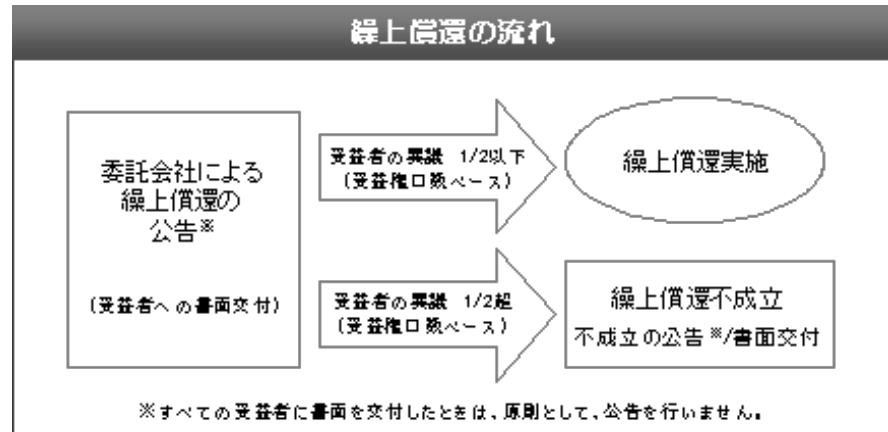 繰上償還の流れ
委託会社による
繰上償還の
公告※
(受益者への書面交付)
受益者の異議 1/2以下
(受益権口数ベース)
繰上償還実施
受益者の異議 1/2超
(受益権口数ベース)
繰上償還不成立
不成立の公告※/書面交付
※すべての受益者に書面を交付したときは、原則として、公告を行いません。